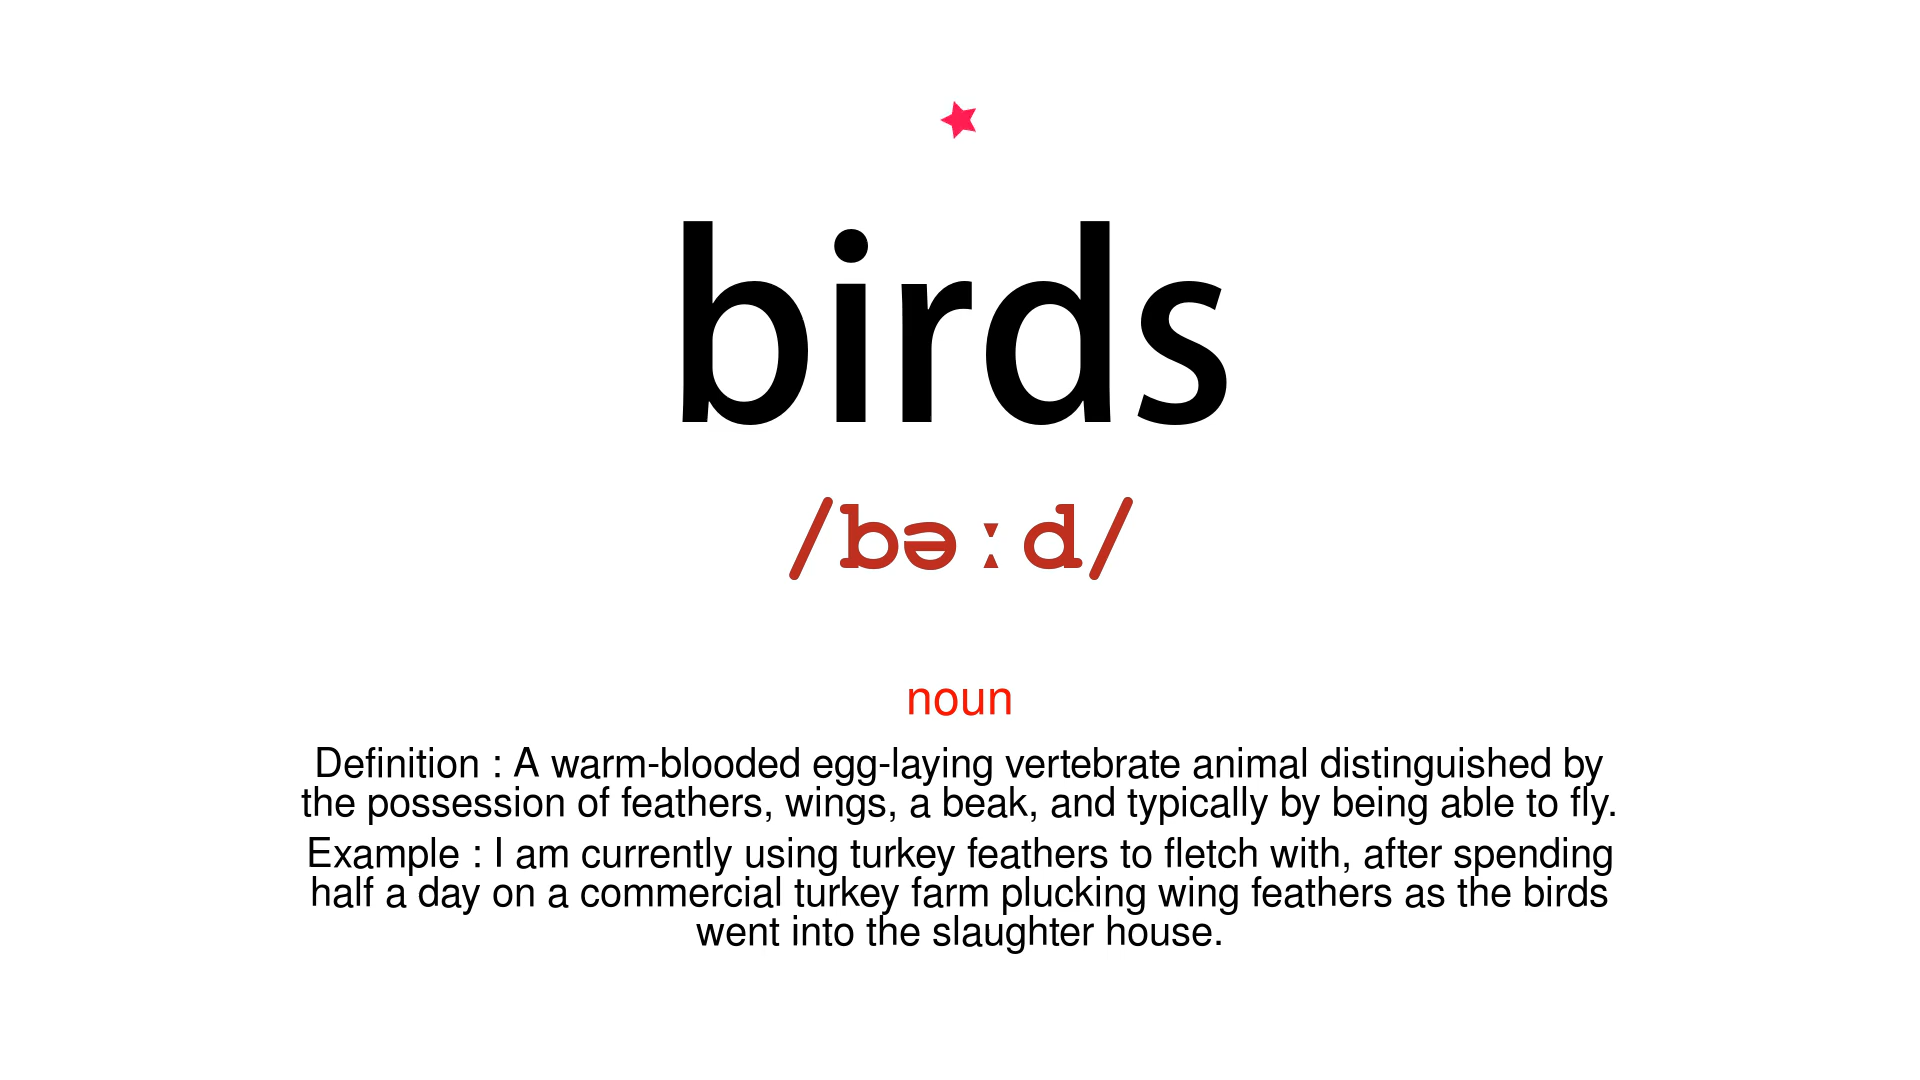 birds
/bəːd/
noun
Definition : A warm-blooded egg-laying vertebrate animal distinguished by
the possession of feathers, wings, a beak, and typically by being able to fly.
Example : I am currently using turkey feathers to fletch with, after spending
half a day on a commercial turkey farm plucking wing feathers as the birds
went into the slaughter house.